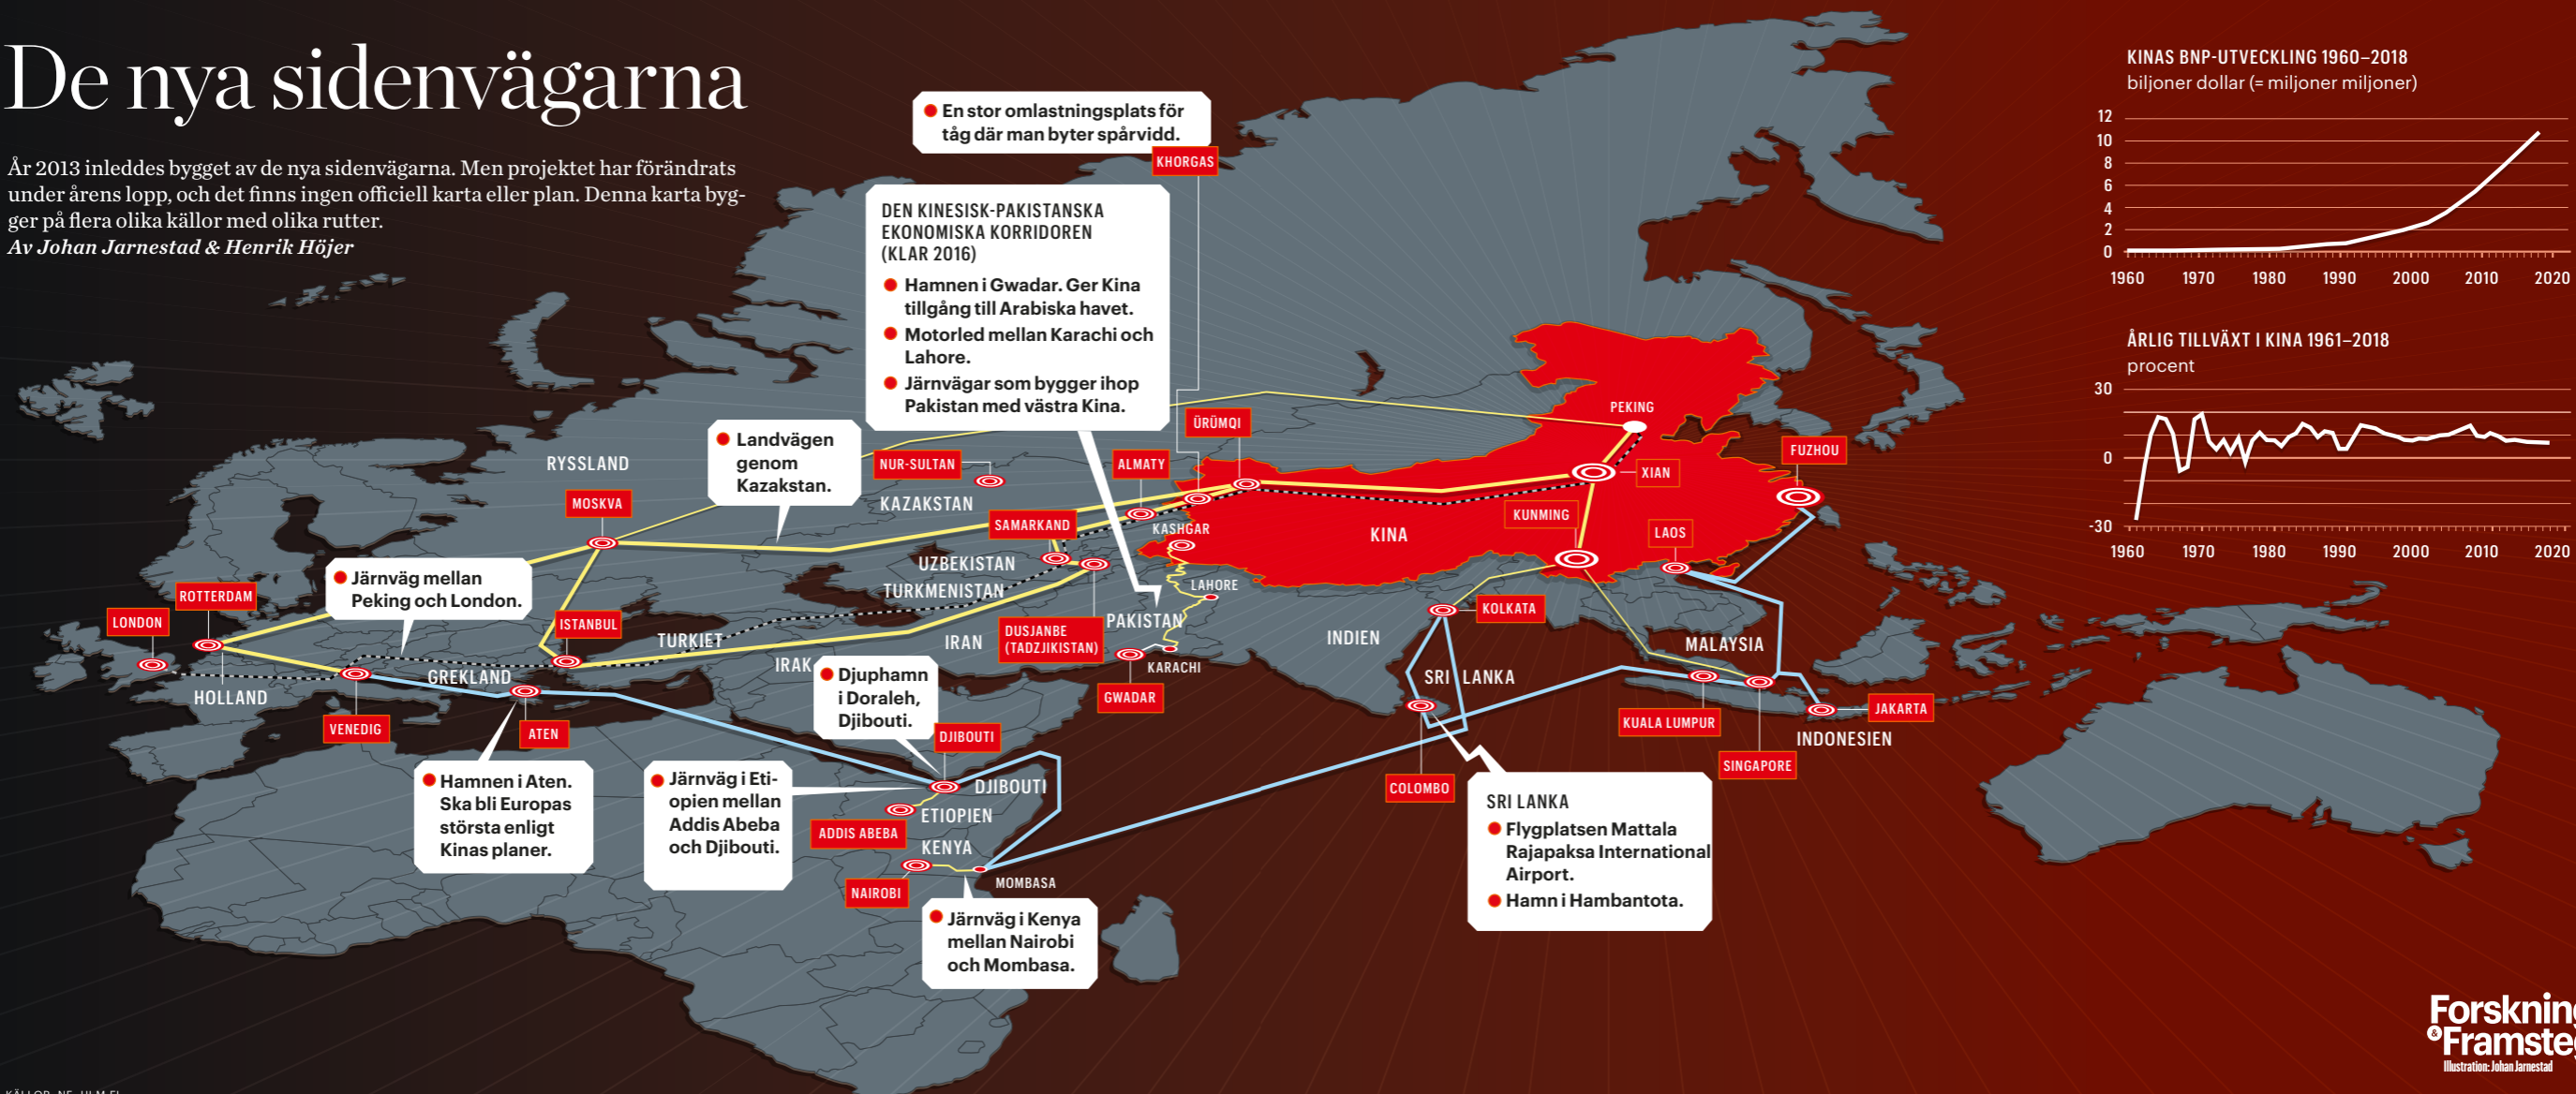 De nya sidenvägarna
År 2013 inleddes bygget av de nya sidenvägarna. Men projektet har förändrats
under årens lopp, och det finns ingen officiell karta eller plan. Denna karta byg-
ger på flera olika källor med olika rutter.
Av Johan Jarnestad & Henrik Höjer
En stor omlastningsplats för
tåg där man byter spårvidd.
KHORGAS
DEN KINESISK-PAKISTANSKA
EKONOMISKA KORRIDOREN
(KLAR 2016)
Hamnen i Gwadar. Ger Kina
tillgång till Arabiska havet.
Motorled mellan Karachi och
Lahore.
Järnvägar som bygger ihop
Pakistan med västra Kina.
KINAS BNP-UTVECKLING 1960–2018
biljoner dollar (= miljoner miljoner)
12
10
8
6
4
2
0
1960 1970 1980 1990 2000 2010 2020
ÅRLIG TILLVÄXT I KINA 1961–2018
procent
30
0
-30
1960 1970 1980 1990 2000 2010 2020
PEKING
ÜRÜMQI
FUZHOU
Landvägen
genom
Kazakstan.
RYSSLAND
NUR-SULTAN
ALMATY
XIAN
MOSKVA
KAZAKSTAN
SAMARKAND
KASHGAR
KUNMING
KINA
LAOS
UZBEKISTAN
TURKMENISTAN
LAHORE
Järnväg mellan
Peking och London.
ROTTERDAM
LONDON
ISTANBUL
TURKIET
IRAK
IRAN
DUSJANBE
(TADZJIKISTAN)
PAKISTAN
KARACHI
GWADAR
KOLKATA
INDIEN
MALAYSIA
HOLLAND
GREKLAND
VENEDIG
ATEN
SRI LANKA
KUALA LUMPUR
JAKARTA
INDONESIEN
SINGAPORE
COLOMBO
Djuphamn
i Doraleh,
Djibouti.
DJIBOUTI
DJIBOUTI
Hamnen i Aten.
Ska bli Europas
största enligt
Kinas planer.
Järnväg i Eti-
opien mellan
Addis Abeba
och Djibouti.
ETIOPIEN
ADDIS ABEBA
KENYA
NAIROBI
MOMBASA
Järnväg i Kenya
mellan Nairobi
och Mombasa.
SRI LANKA
Flygplatsen Mattala
Rajapaksa International
Airport.
Hamn i Hambantota.
Forskning
&Framsteg
Illustration: Johan Jarnestad